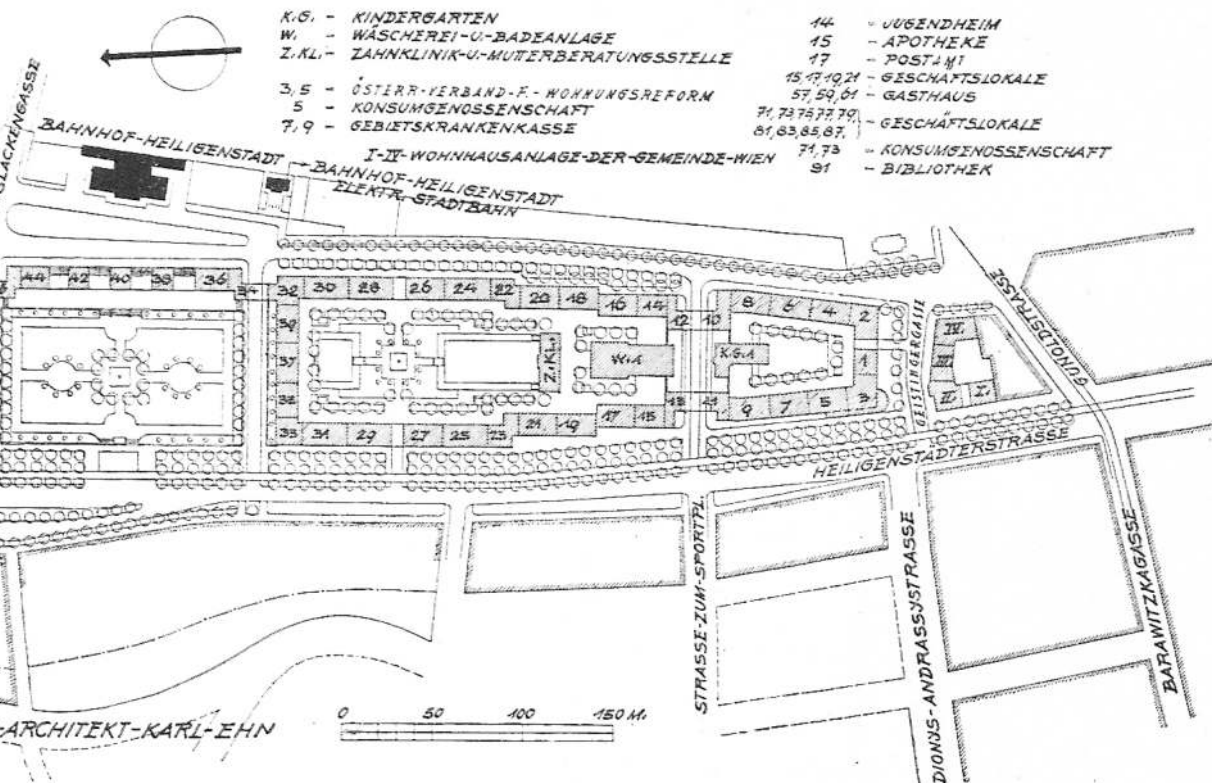 K.G. - KINDERGARTEN
W. - WÄSCHEREI-U.-BADEANLAGE
Z.KL. - ZAHNKLINIK-U.-MUTTERBERATUNGSSTELLE
3,5 - ÖSTERR.-VERBAND-F.-WOHNUNGSREFORM
5 - KONSUMGENOSSENSCHAFT
7,9 - GEBIETSKRANKENKASSE
I-IV-WOHNHAUSANLAGE-DER-GEMEINDE-WIEN
14 - JUGENDHEIM
15 - APOTHEKE
17 - POSTAMT
15,17,19,21 - GESCHÄFTSLOKALE
57,59,61 - GASTHAUS
71,73,75,77,79,
81,83,85,87, - GESCHÄFTSLOKALE
71,73 - KONSUMGENOSSENSCHAFT
91 - BIBLIOTHEK
BAHNHOF-HEILIGENSTADT
BAHNHOF-HEILIGENSTADT
ELEKTR. STADTBAHN
44 42 40 38 36 34 32 30 28 26 24 22 20 18 16 14 12 10 8 6 4 2
39
37
Z.KL.
W.1
K.G.1
1
IV.
III.
II. I.
33 31 29 27 25 23 21 19 17 15 13 11 9 7 5 3
GEISTINGERGASSE
GUNOLDSTRASSE
HEILIGENSTÄDTERSTRASSE
STRASSE-ZUM-SPORTPL.
DIONYS-ANDRASSYSTRASSE
BARAWITZKAGASSE
-ARCHITEKT-KARL-EHN
0 50 100 150 M.